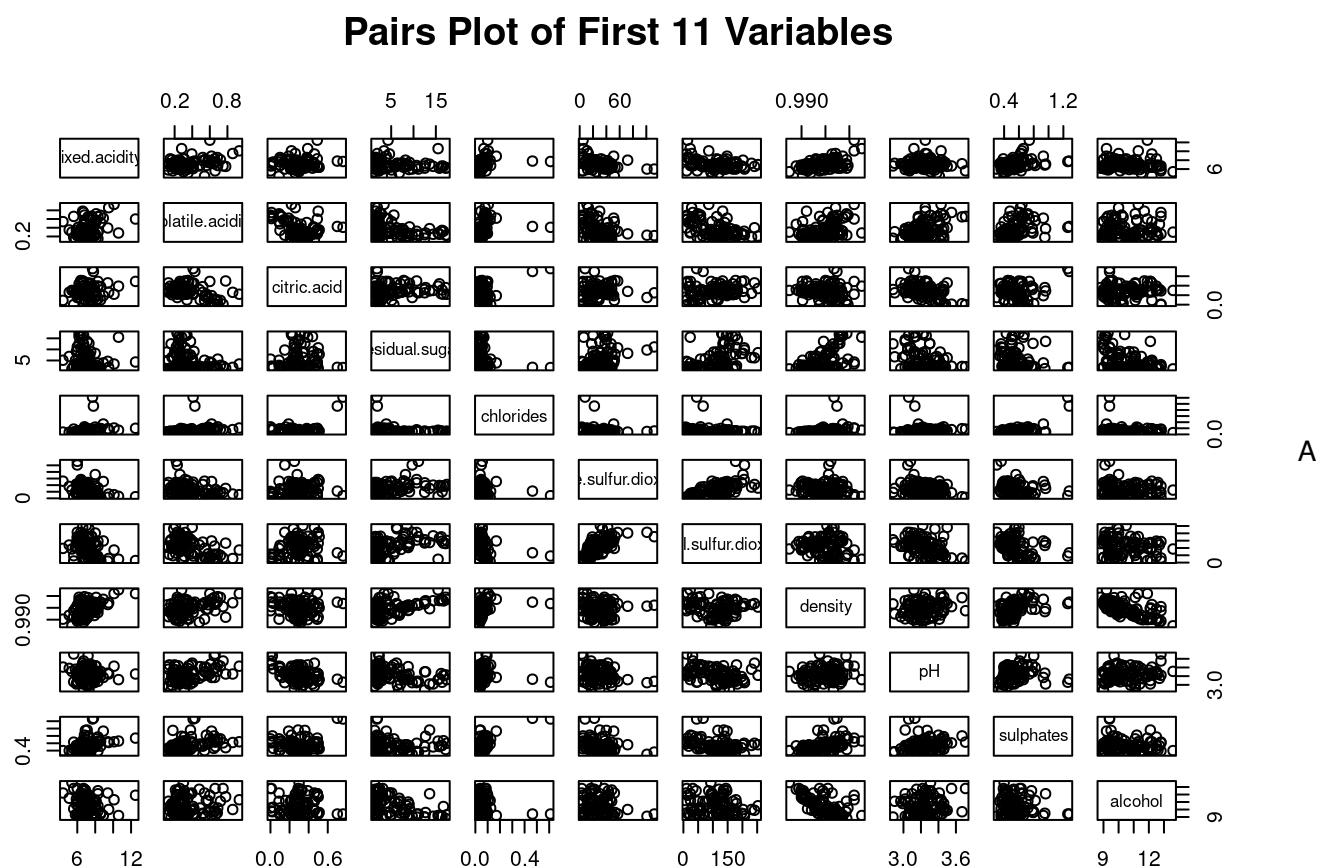 Pairs Plot of First 11 Variables
0.2 0.8 5 15 0 60 0.990 0.4 1.2
ixed.acidity 6
0.2 olatile.acidi
citric.acid 0.0
5 esidual.suga
chlorides 0.0
A
0 e.sulfur.diox
l.sulfur.diox 0
0.990 density
pH 3.0
0.4 sulphates
alcohol 9
6 12 0.0 0.6 0.0 0.4 0 150 3.0 3.6 9 12